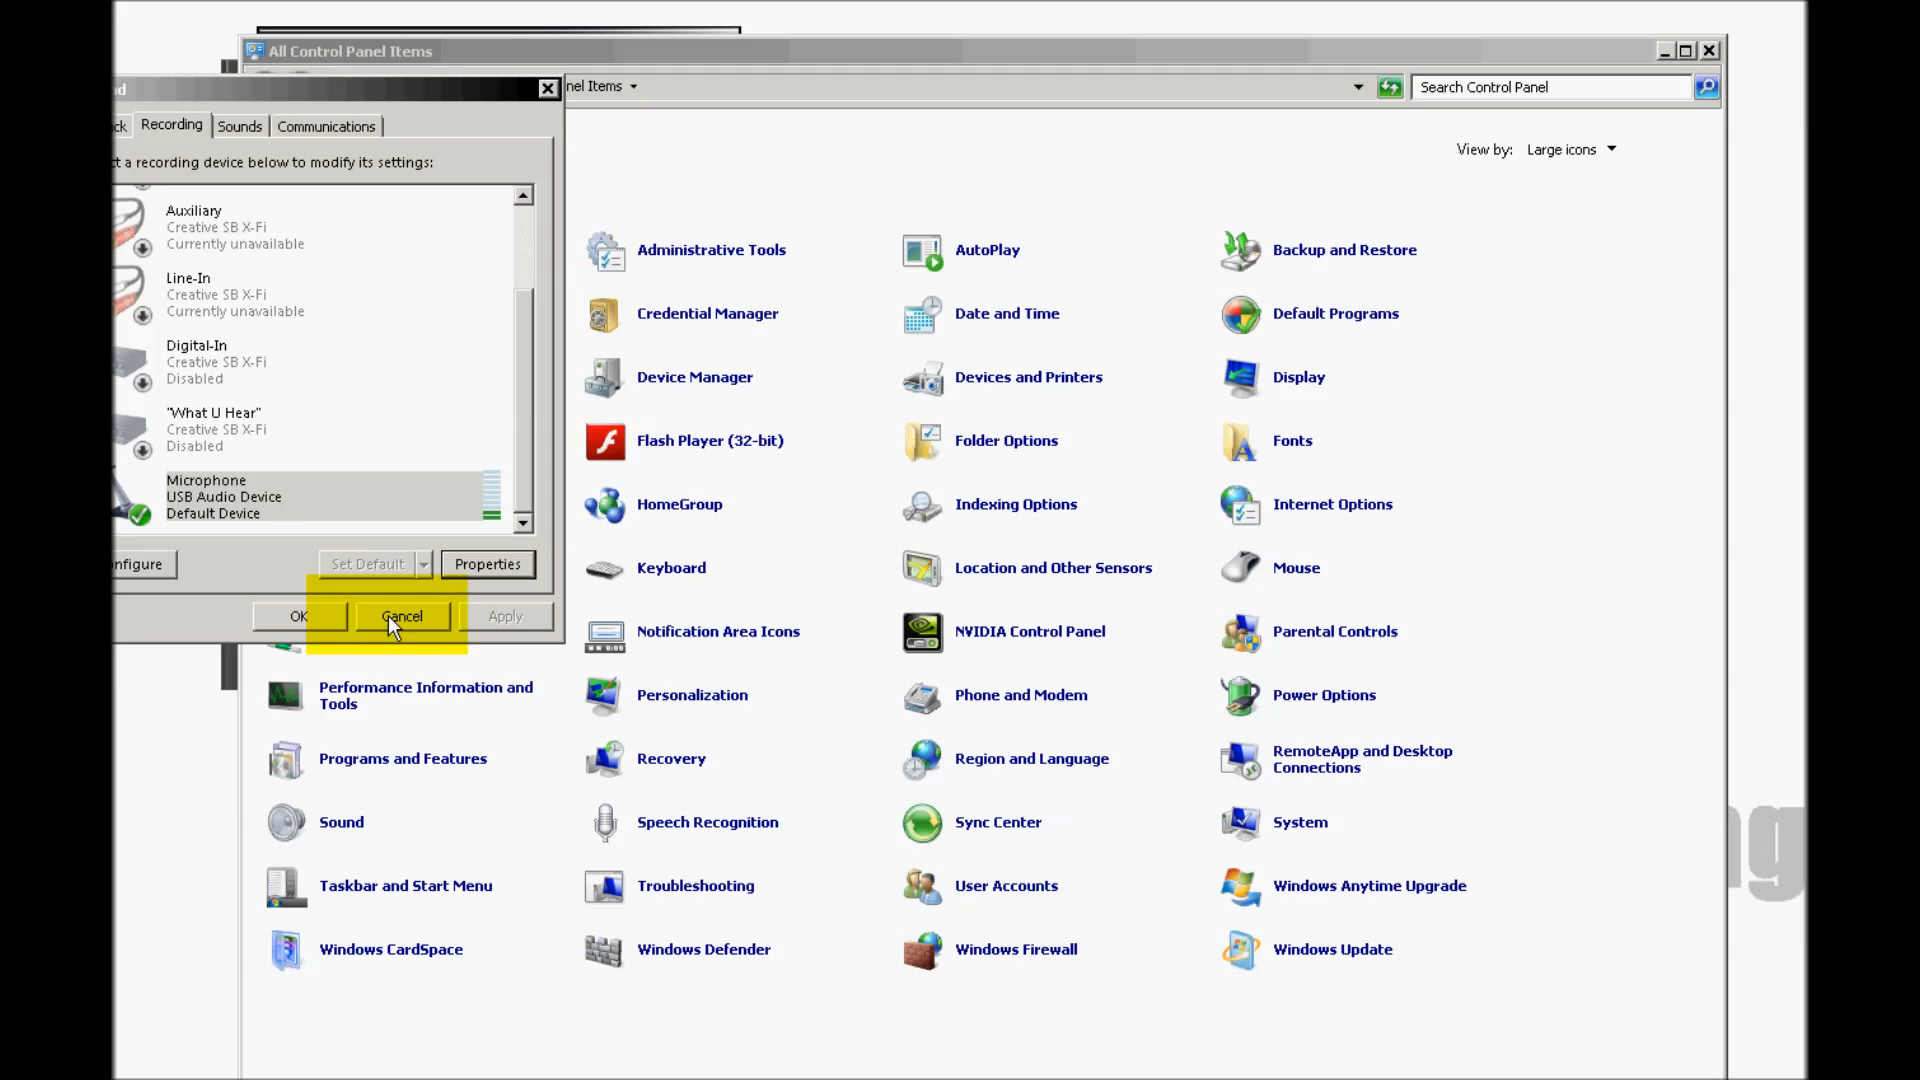 All Control Panel Items
nd
nel Items
Search Control Panel
ck
Recording
Sounds
Communications
ct a recording device below to modify its settings:
View by: Large icons
Auxiliary
Creative SB X-Fi
Currently unavailable
Line-In
Creative SB X-Fi
Currently unavailable
Digital-In
Creative SB X-Fi
Disabled
"What U Hear"
Creative SB X-Fi
Disabled
Microphone
USB Audio Device
Default Device
onfigure
Set Default
Properties
OK
Cancel
Apply
Administrative Tools
AutoPlay
Backup and Restore
Credential Manager
Date and Time
Default Programs
Device Manager
Devices and Printers
Display
Flash Player (32-bit)
Folder Options
Fonts
HomeGroup
Indexing Options
Internet Options
Keyboard
Location and Other Sensors
Mouse
Notification Area Icons
NVIDIA Control Panel
Parental Controls
Performance Information and
Tools
Personalization
Phone and Modem
Power Options
Programs and Features
Recovery
Region and Language
RemoteApp and Desktop
Connections
Sound
Speech Recognition
Sync Center
System
Taskbar and Start Menu
Troubleshooting
User Accounts
Windows Anytime Upgrade
Windows CardSpace
Windows Defender
Windows Firewall
Windows Update
g